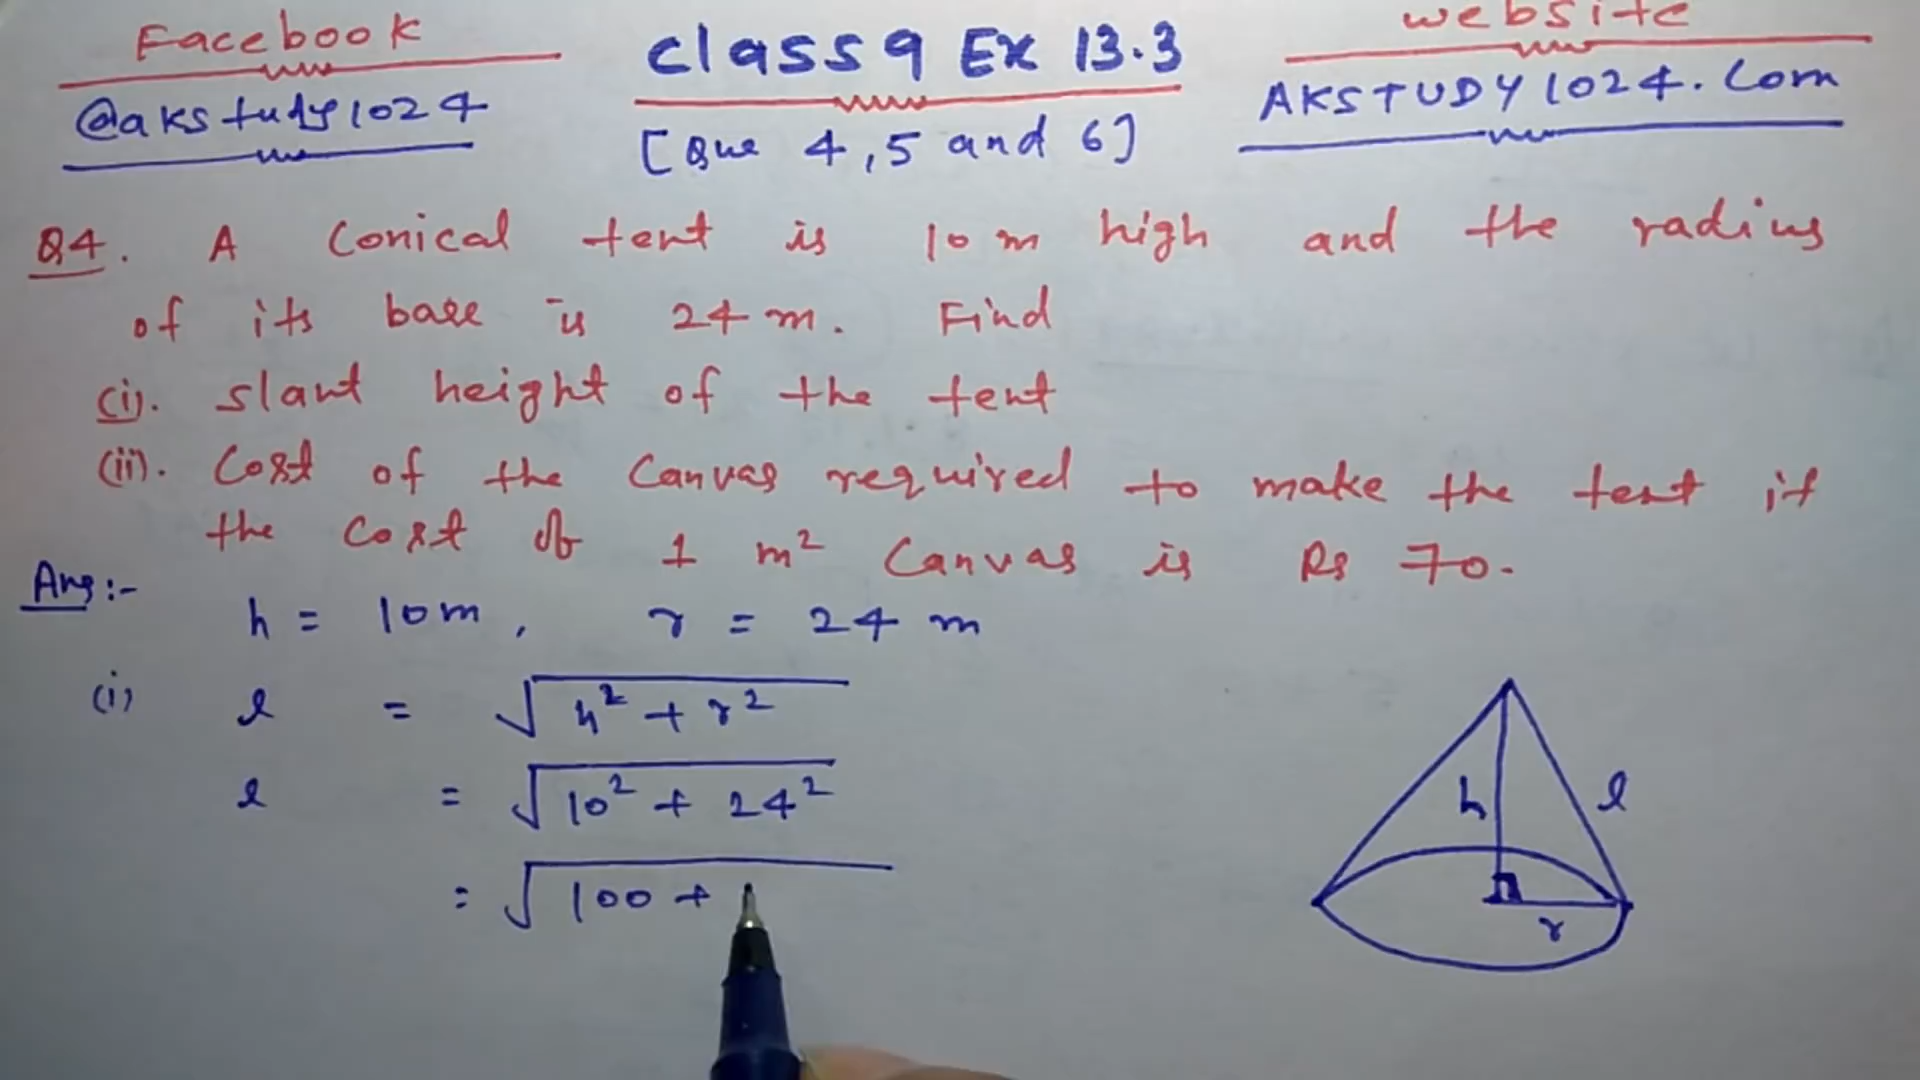 Facebook
@akstudy1024
Class 9 Ex 13.3
[Que 4,5 and 6]
website
AKSTUDY1024.Com
Q4. A Conical tent is 10 m high and the radius
of its base is 24 m. Find
(i). slant height of the tent
(ii). Cost of the Canvas required to make the tent if
the Cost of 1 m² Canvas is Rs 70.
Ans:-
h = 10m, r = 24 m
(i) l = √h² + r²
l = √10² + 24²
= √100 +
h
l
r